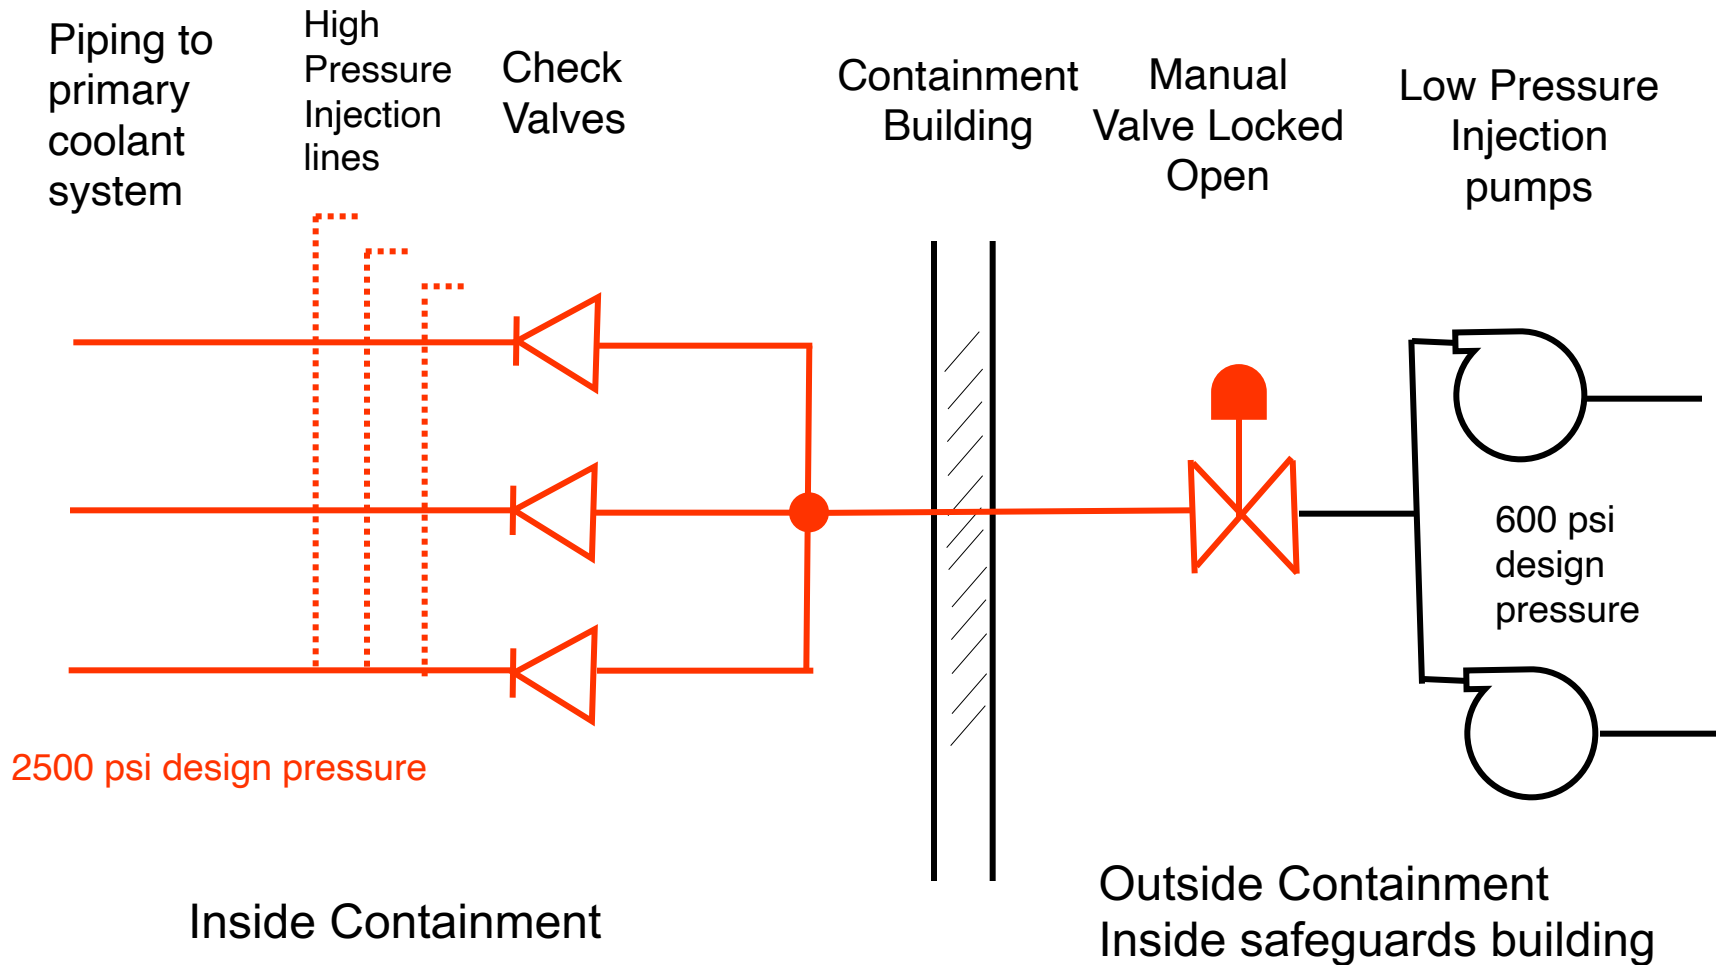 Piping to
primary
coolant
system
High
Pressure
Injection
lines
Check
Valves
Containment
Building
Manual
Valve Locked
Open
Low Pressure
Injection
pumps
600 psi
design
pressure
2500 psi design pressure
Inside Containment
Outside Containment
Inside safeguards building